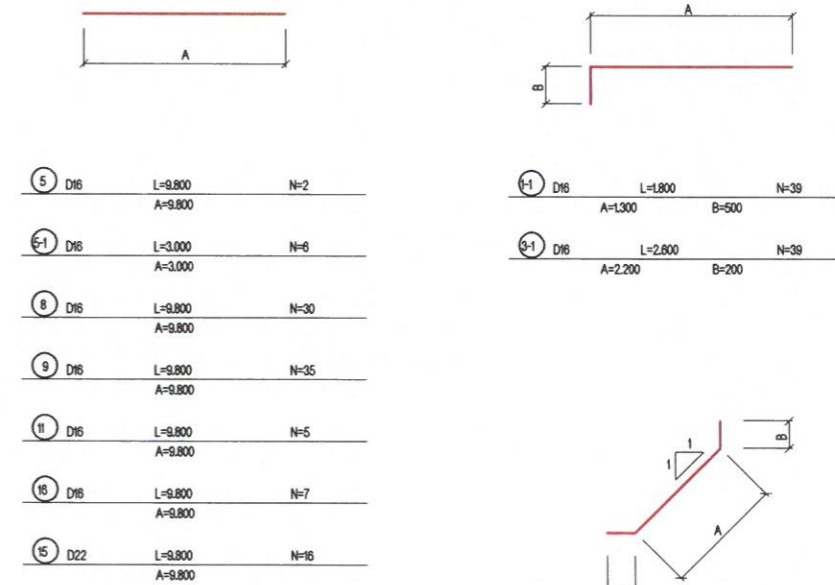 A
5 D16 L=9.800 N=2
A=9.800
5-1 D16 L=3.000 N=6
A=3.000
8 D16 L=9.800 N=30
A=9.800
9 D16 L=9.800 N=35
A=9.800
11 D16 L=9.800 N=5
A=9.800
16 D16 L=9.800 N=7
A=9.800
15 D22 L=9.800 N=16
A=9.800
A
B
1-1 D16 L=1.800 N=39
A=1.300 B=500
3-1 D16 L=2.600 N=39
A=2.200 B=200
1
1
B
A